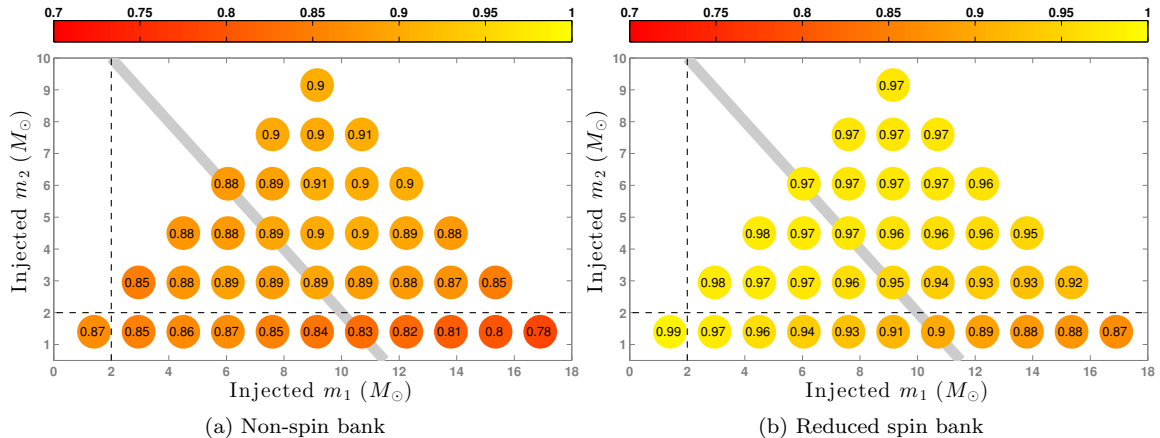 0.7 0.75 0.8 0.85 0.9 0.95 1
10
9 0.9
8
0.9 0.9 0.91
7
6 0.88 0.89 0.91 0.9 0.9
5
0.88 0.88 0.89 0.9 0.9 0.89 0.88
4
3 0.85 0.88 0.89 0.89 0.89 0.89 0.88 0.87 0.85
2
0.87 0.85 0.86 0.87 0.85 0.84 0.83 0.82 0.81 0.8 0.78
1
0 2 4 6 8 10 12 14 16 18
Injected m₂ (M⊙)
Injected m₁ (M⊙)
(a) Non-spin bank
0.7 0.75 0.8 0.85 0.9 0.95 1
10
9 0.97
8
0.97 0.97 0.97
7
6 0.97 0.97 0.97 0.97 0.96
5
0.98 0.97 0.97 0.96 0.96 0.96 0.95
4
3 0.98 0.97 0.97 0.96 0.95 0.94 0.93 0.93 0.92
2
0.99 0.97 0.96 0.94 0.93 0.91 0.9 0.89 0.88 0.88 0.87
1
0 2 4 6 8 10 12 14 16 18
Injected m₂ (M⊙)
Injected m₁ (M⊙)
(b) Reduced spin bank